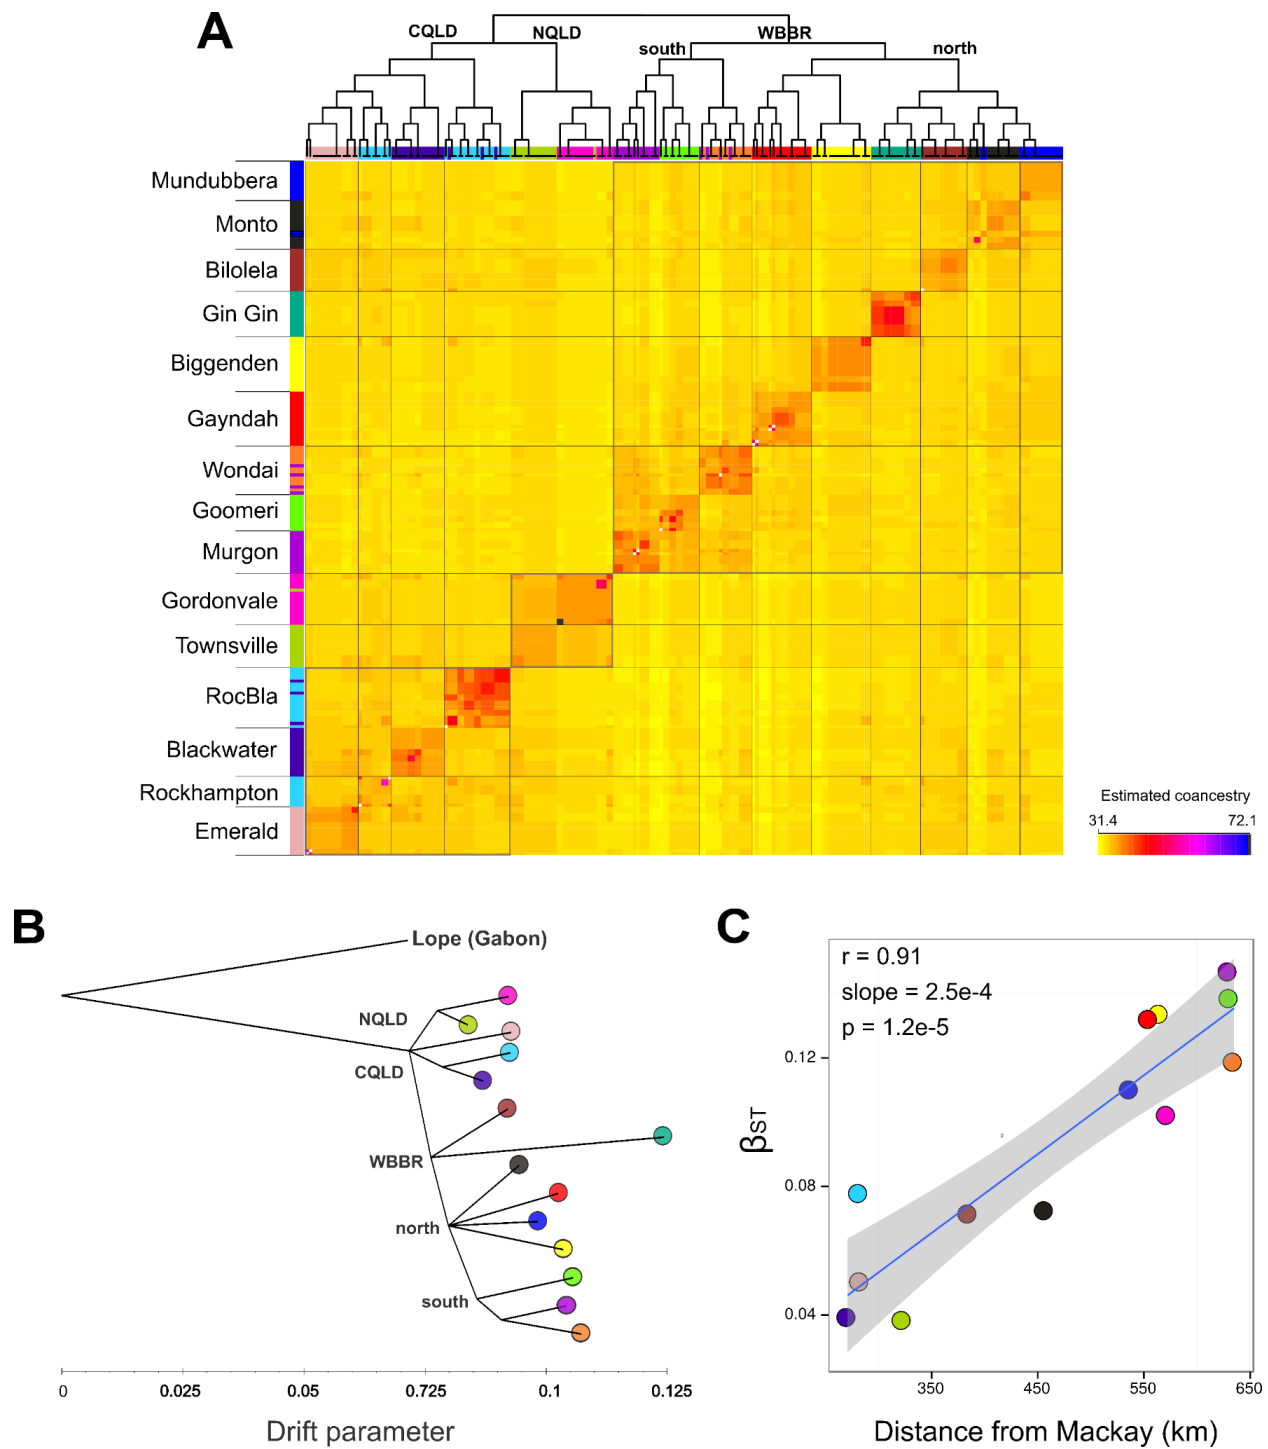 A
CQLD
NQLD
WBBR
south
north
Mundubbera
Monto
Bilolela
Gin Gin
Biggenden
Gayndah
Wondai
Goomeri
Murgon
Gordonvale
Townsville
RocBla
Blackwater
Rockhampton
Emerald
Estimated coancestry
31.4 72.1
B
Lope (Gabon)
NQLD
CQLD
WBBR
north
south
0 0.025 0.05 0.725 0.1 0.125
Drift parameter
C
r = 0.91
slope = 2.5e-4
p = 1.2e-5
0.12
0.08
0.04
βST
350 450 550 650
Distance from Mackay (km)